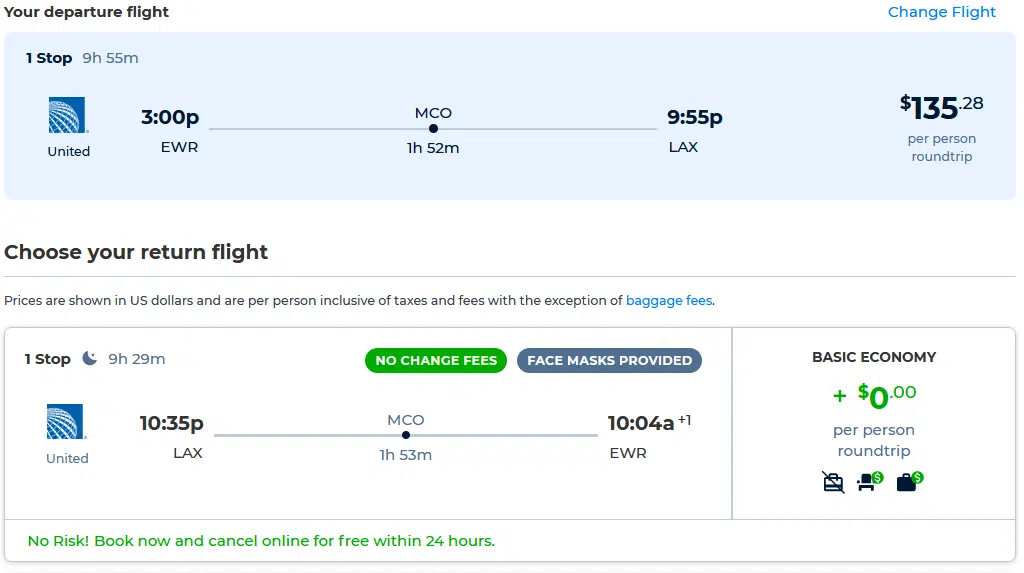 Your departure flight Change Flight
1 Stop 9h 55m
3:00p MCO 9:55p $135.28
United EWR 1h 52m LAX per person
roundtrip
Choose your return flight
Prices are shown in US dollars and are per person inclusive of taxes and fees with the exception of baggage fees.
1 Stop 9h 29m NO CHANGE FEES FACE MASKS PROVIDED BASIC ECONOMY
10:35p MCO 10:04a +1 + $0.00
United LAX 1h 53m EWR per person
roundtrip
$ $
No Risk! Book now and cancel online for free within 24 hours.